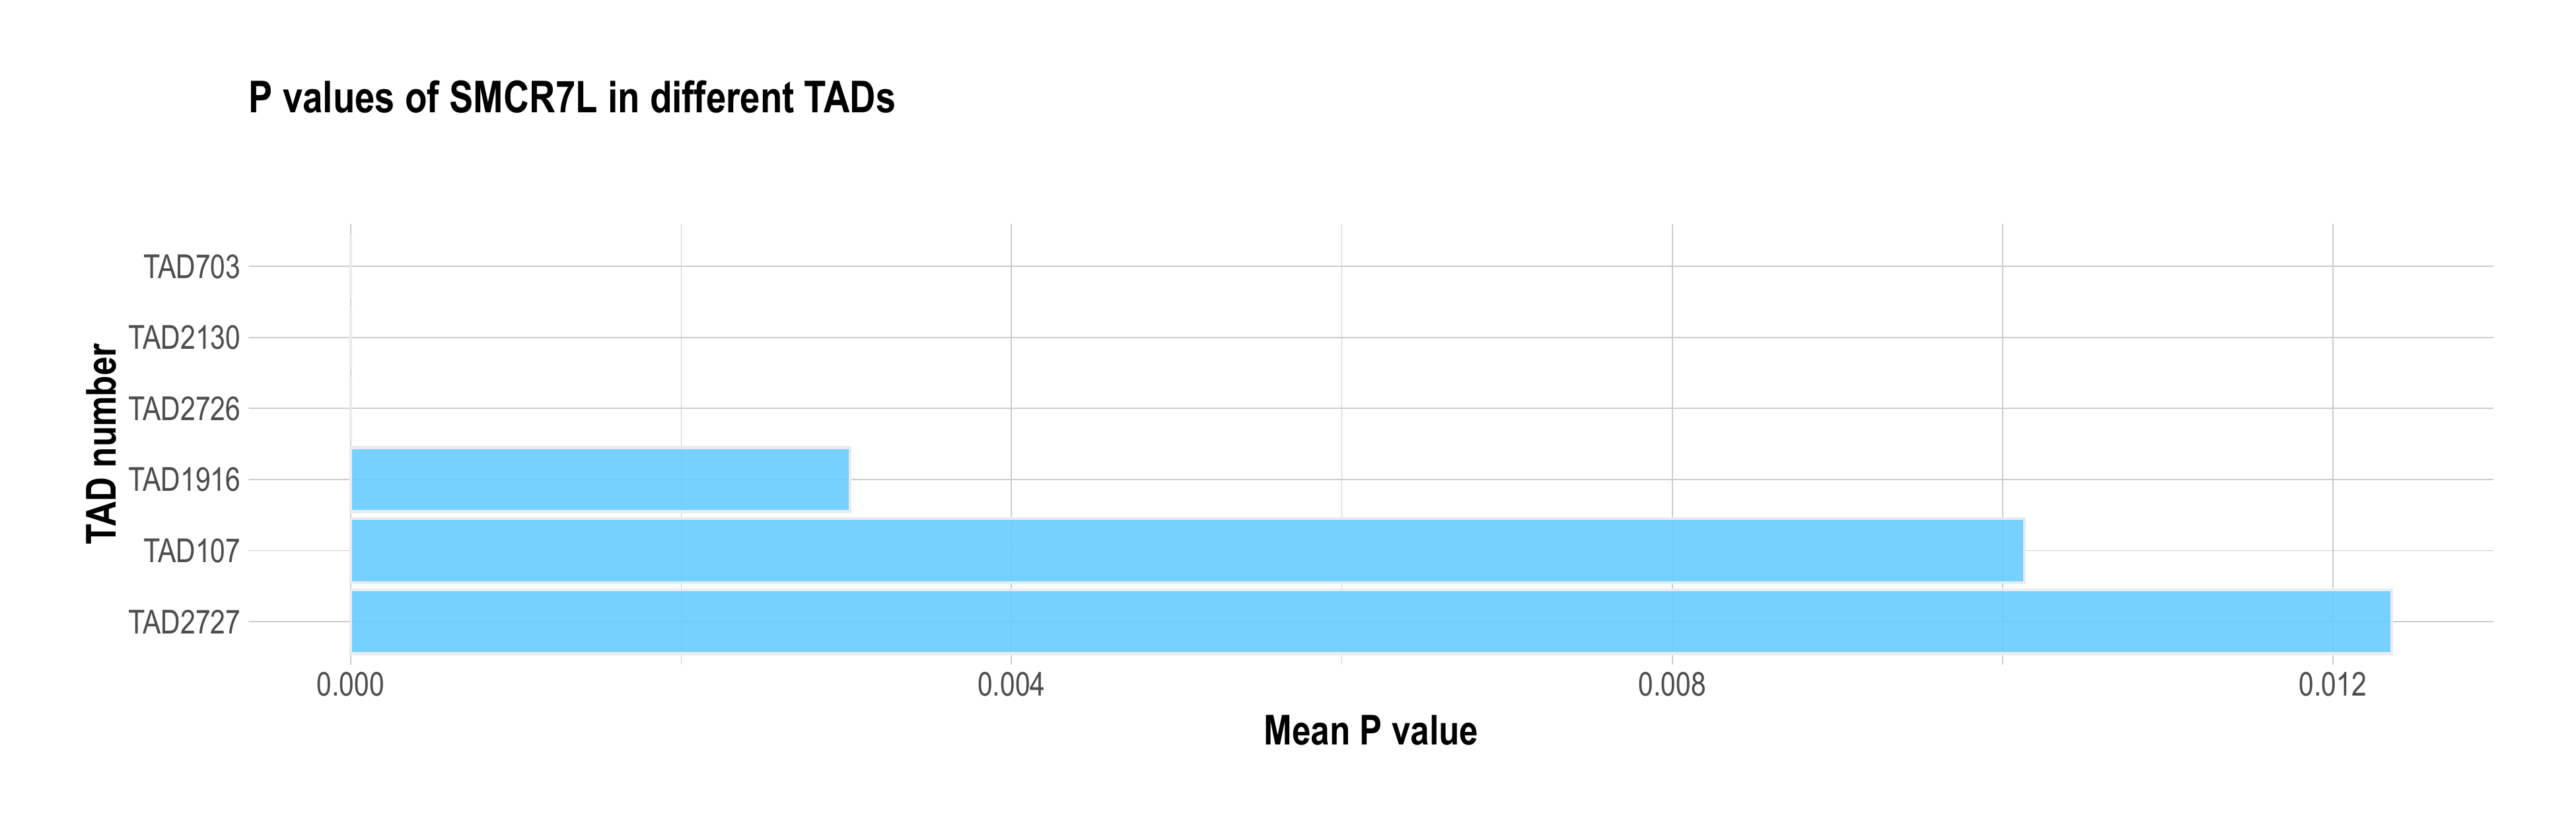 P values of SMCR7L in different TADs
TAD number
TAD703
TAD2130
TAD2726
TAD1916
TAD107
TAD2727
0.000 0.004 0.008 0.012
Mean P value